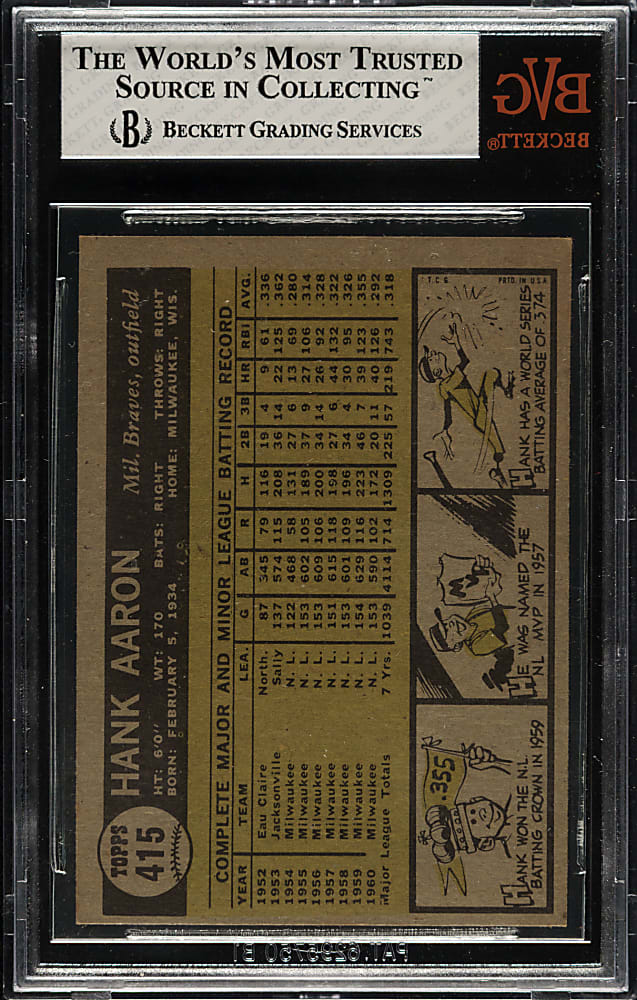 THE WORLD'S MOST TRUSTED
SOURCE IN COLLECTING™
B BECKETT GRADING SERVICES
BVG
BECKETT®
TOPPS
415
HANK AARON Mil. Braves, outfield
HT: 6'0" WT: 170 BATS: RIGHT THROWS: RIGHT
BORN: FEBRUARY 5, 1934 HOME: MILWAUKEE, WIS.
COMPLETE MAJOR AND MINOR LEAGUE BATTING RECORD
YEAR TEAM LEA. G AB R H 2B 3B HR RBI AVG.
1952 Eau Claire North. 87 345 79 116 19 4 9 61 .336
1953 Jacksonville Sally 137 574 115 208 36 14 22 125 .362
1954 Milwaukee N. L. 122 468 58 131 27 6 13 69 .280
1955 Milwaukee N. L. 153 602 105 189 37 9 27 106 .314
1956 Milwaukee N. L. 153 609 106 200 34 14 26 92 .328
1957 Milwaukee N. L. 151 615 118 198 27 6 44 132 .322
1958 Milwaukee N. L. 153 601 109 196 34 4 30 95 .326
1959 Milwaukee N. L. 154 629 116 223 46 7 39 123 .355
1960 Milwaukee N. L. 153 590 102 172 20 11 40 126 .292
Major League Totals 7 Yrs. 1039 4114 714 1309 225 57 219 743 .318
.355
HANK WON THE N.L.
BATTING CROWN IN 1959
HE WAS NAMED THE
NL MVP IN 1957
T.C.G. PRTD. IN U.S.A.
HANK HAS A WORLD SERIES
BATTING AVERAGE OF 374